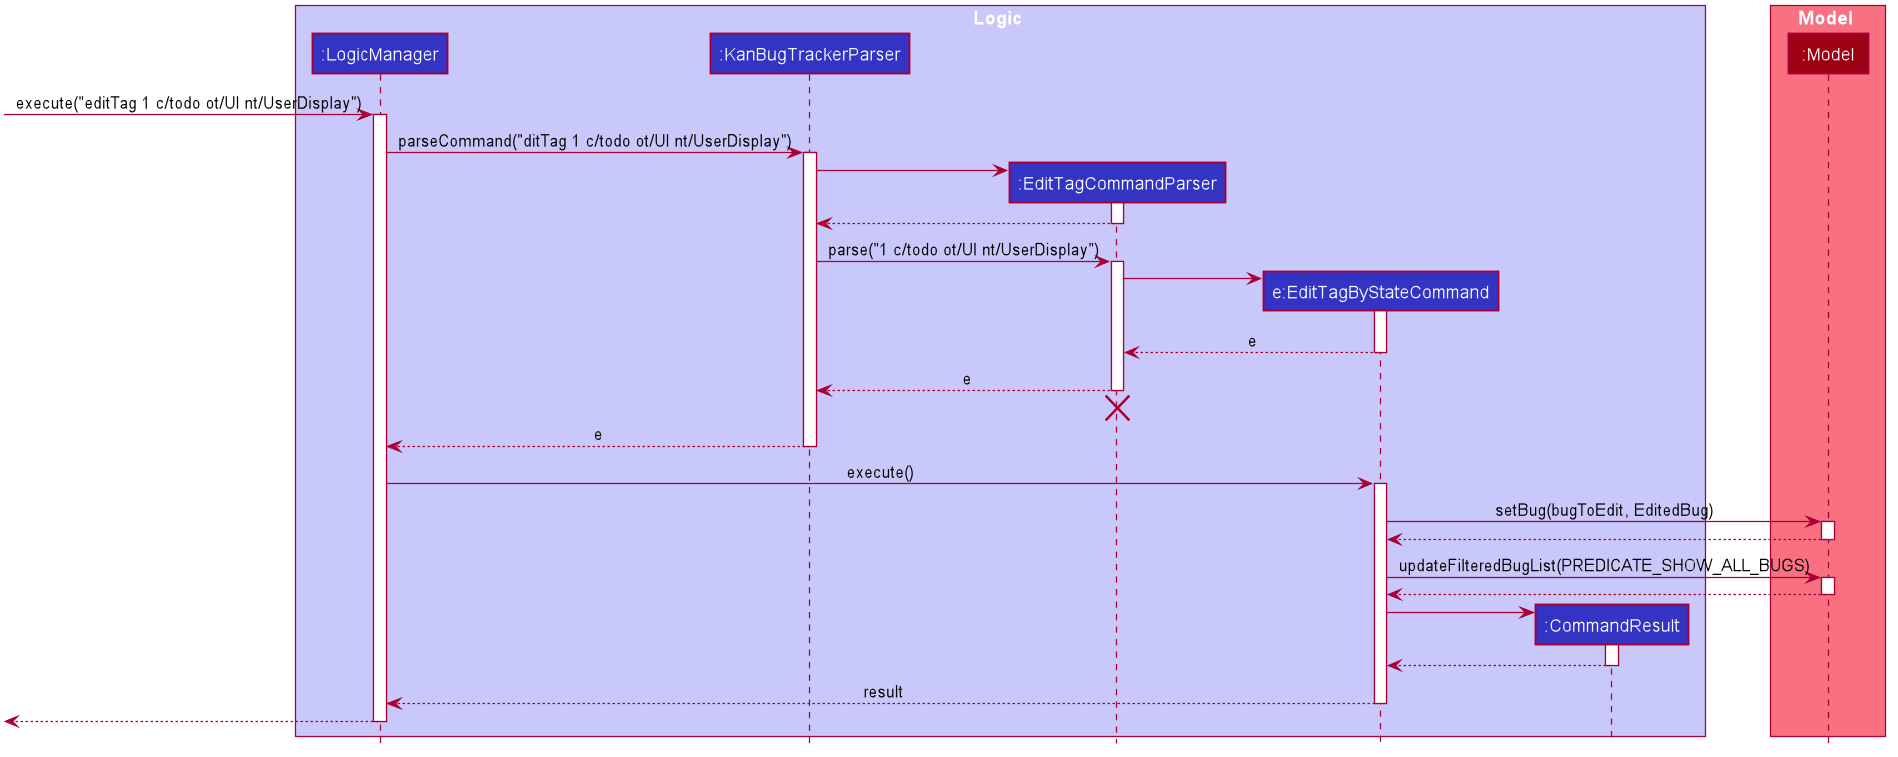 Logic
Model
:LogicManager
:KanBugTrackerParser
:Model
execute("editTag 1 c/todo ot/UI nt/UserDisplay")
parseCommand("ditTag 1 c/todo ot/UI nt/UserDisplay")
:EditTagCommandParser
parse("1 c/todo ot/UI nt/UserDisplay")
e:EditTagByStateCommand
e
e
e
execute()
setBug(bugToEdit, EditedBug)
updateFilteredBugList(PREDICATE_SHOW_ALL_BUGS)
:CommandResult
result